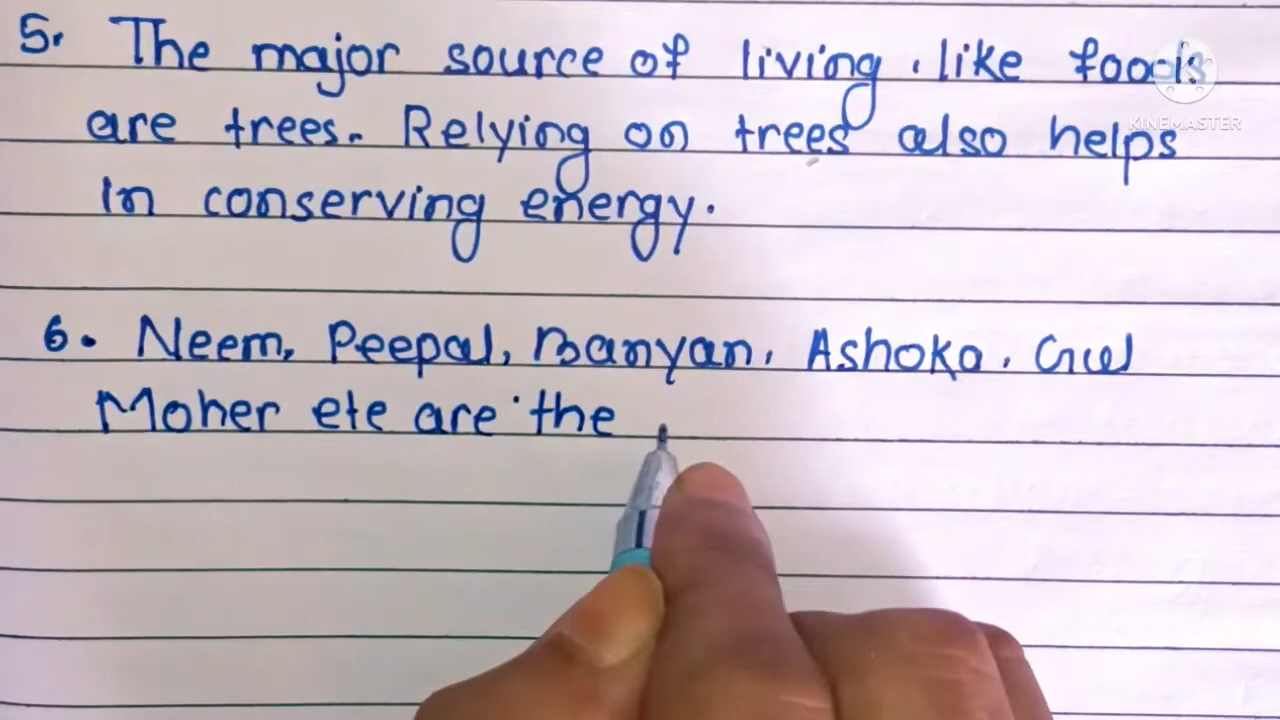 5. The major source of living, like foods
are trees. Relying on trees also helps
in conserving energy.
6. Neem, Peepal, Banyan, Ashoka, Gul
Moher etc are the
KINEMASTER